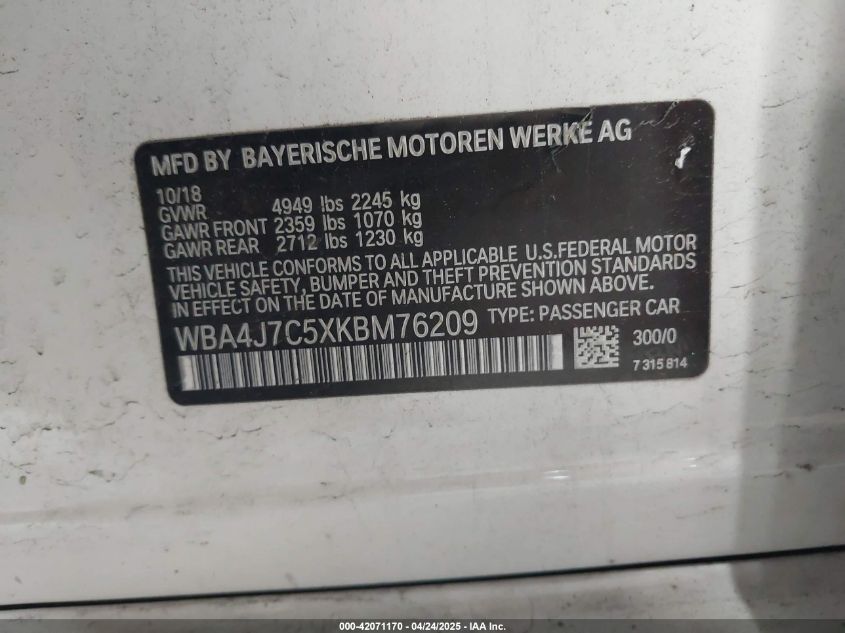 MFD BY BAYERISCHE MOTOREN WERKE AG
10/18
GVWR 4949 lbs 2245 kg
GAWR FRONT 2359 lbs 1070 kg
GAWR REAR 2712 lbs 1230 kg
THIS VEHICLE CONFORMS TO ALL APPLICABLE U.S.FEDERAL MOTOR
VEHICLE SAFETY, BUMPER AND THEFT PREVENTION STANDARDS
IN EFFECT ON THE DATE OF MANUFACTURE SHOWN ABOVE.
WBA4J7C5XKBM76209 TYPE: PASSENGER CAR
300/0
7 315 814
000-42071170 - 04/24/2025 - IAA Inc.